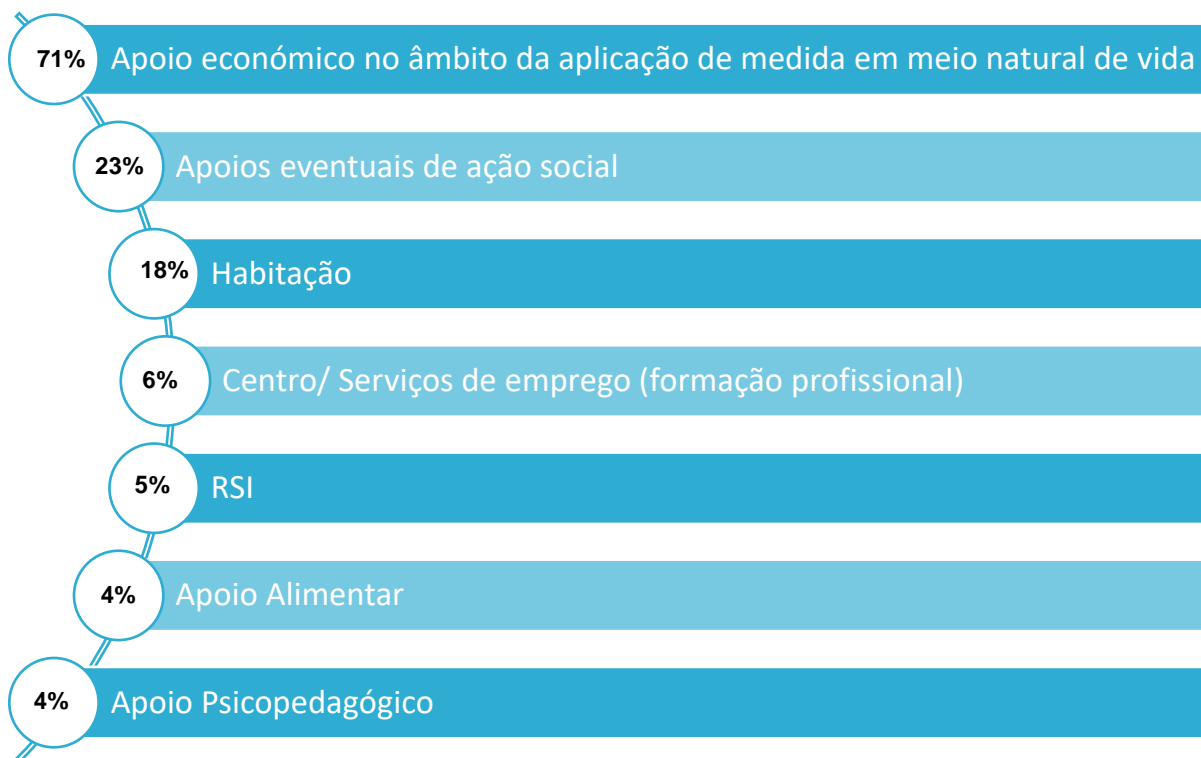 71% Apoio económico no âmbito da aplicação de medida em meio natural de vida
23% Apoios eventuais de ação social
18% Habitação
6% Centro/ Serviços de emprego (formação profissional)
5% RSI
4% Apoio Alimentar
4% Apoio Psicopedagógico